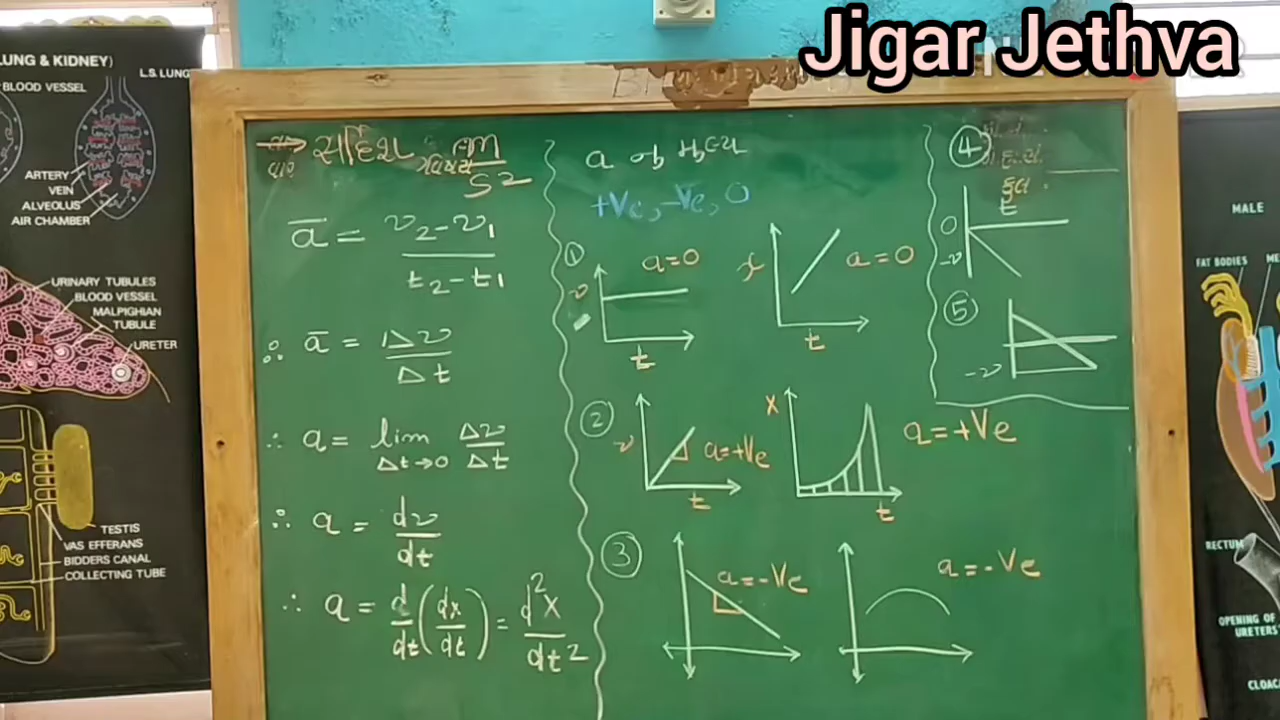 Jigar Jethva
LUNG & KIDNEY)
L.S. LUNG
BLOOD VESSEL
ARTERY
VEIN
ALVEOLUS
AIR CHAMBER
URINARY TUBULES
BLOOD VESSEL
MALPIGHIAN
TUBULE
URETER
TESTIS
VAS EFFERANS
BIDDERS CANAL
COLLECTING TUBE
→ સદિશ m/s2
ā = v2-v1 / t2-t1
∴ ā = Δv / Δt
∴ a = lim Δt→0 Δv / Δt
∴ a = dv / dt
∴ a = d/dt (dx/dt) = d²x / dt2
a નું મૂલ્ય
+Ve, -Ve, 0
① v a=0 t
x a=0 t
② v a=+Ve t
x a=+Ve t
③ a=-Ve
a=-Ve
④
t
0
-v
⑤
-v
MALE
FAT BODIES
RECTUM
OPENING OF
URETERS
CLOAC